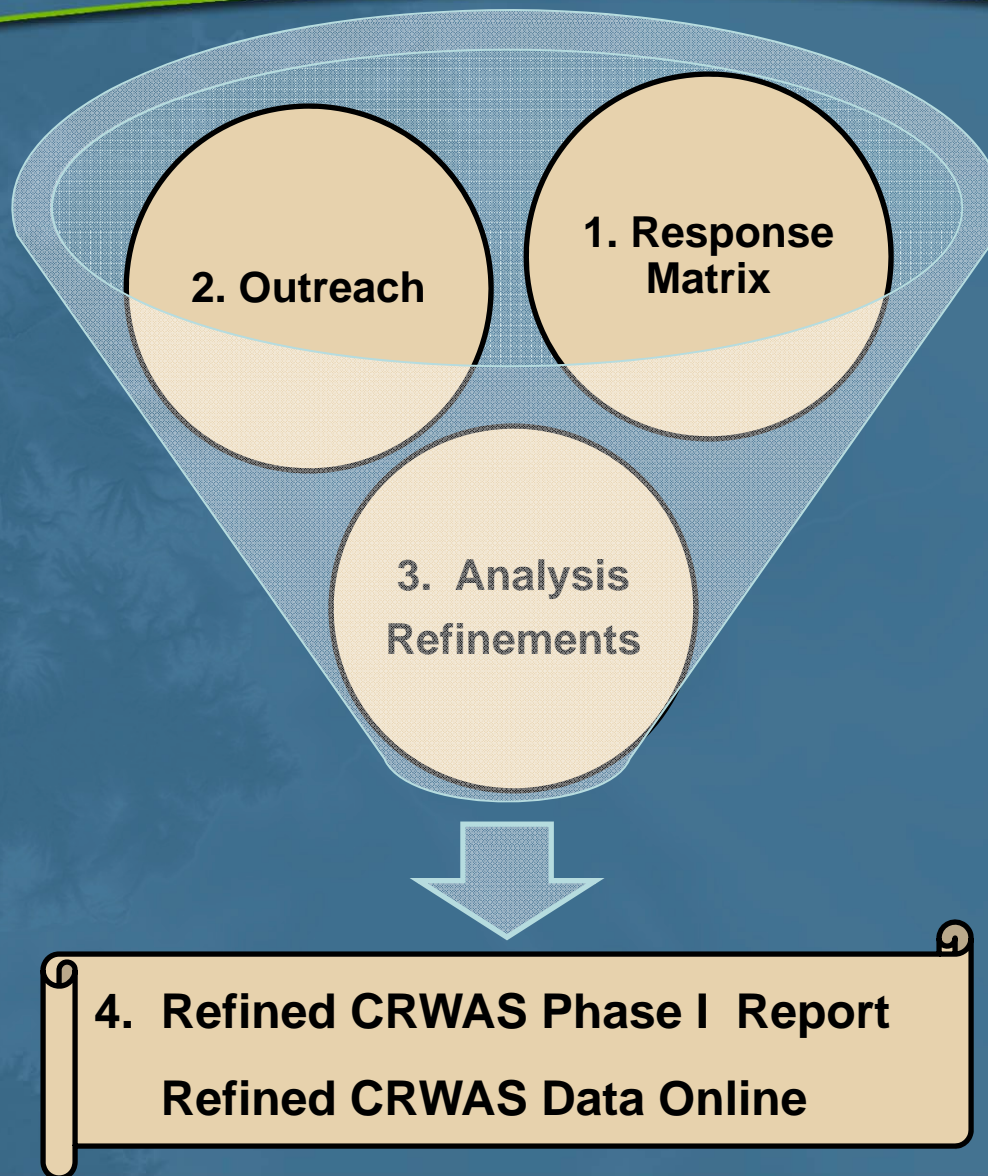 1. Response
Matrix
2. Outreach
3. Analysis
Refinements
4. Refined CRWAS Phase I Report
Refined CRWAS Data Online